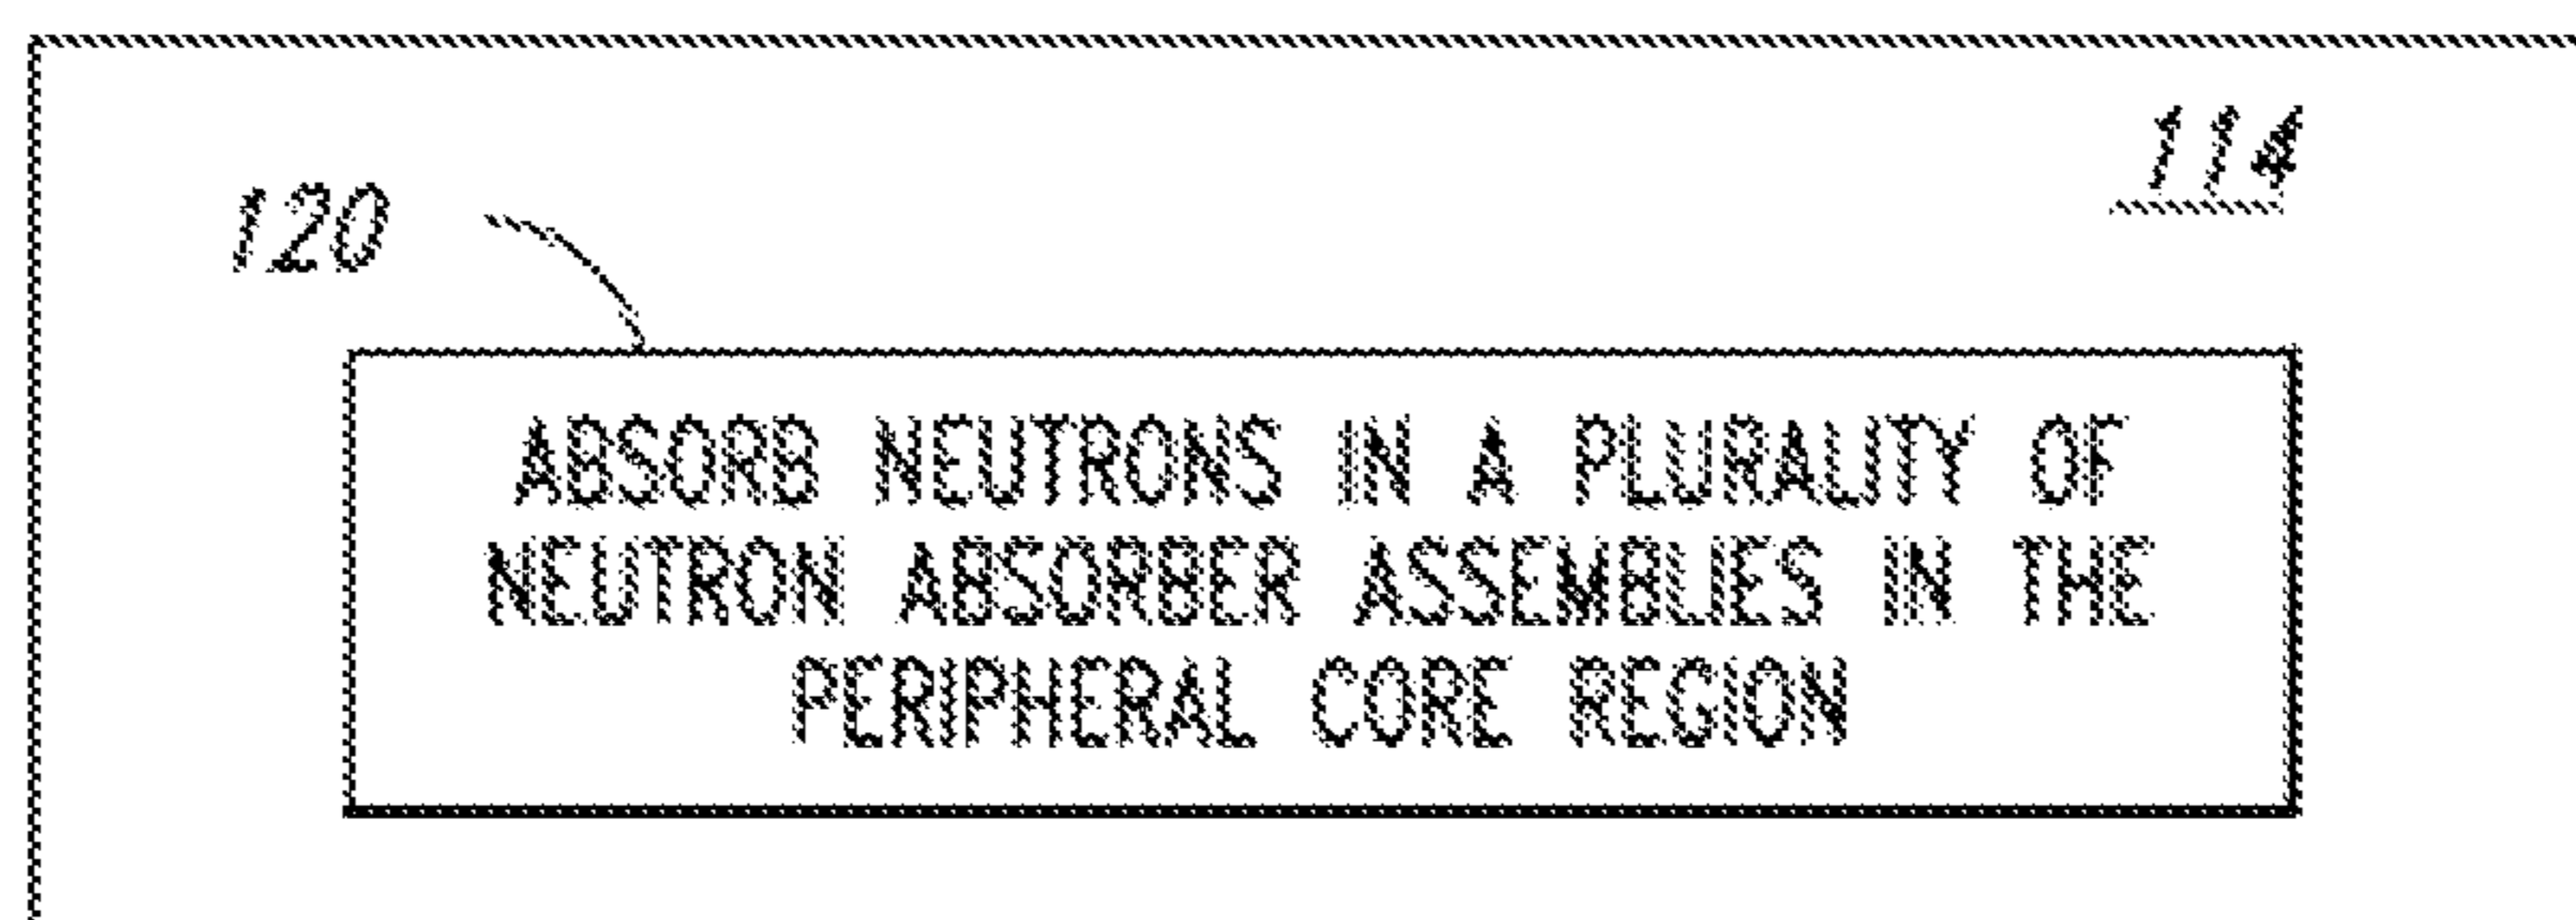 114
120
ABSORB NEUTRONS IN A PLURALITY OF
NEUTRON ABSORBER ASSEMBLIES IN THE
PERIPHERAL CORE REGION